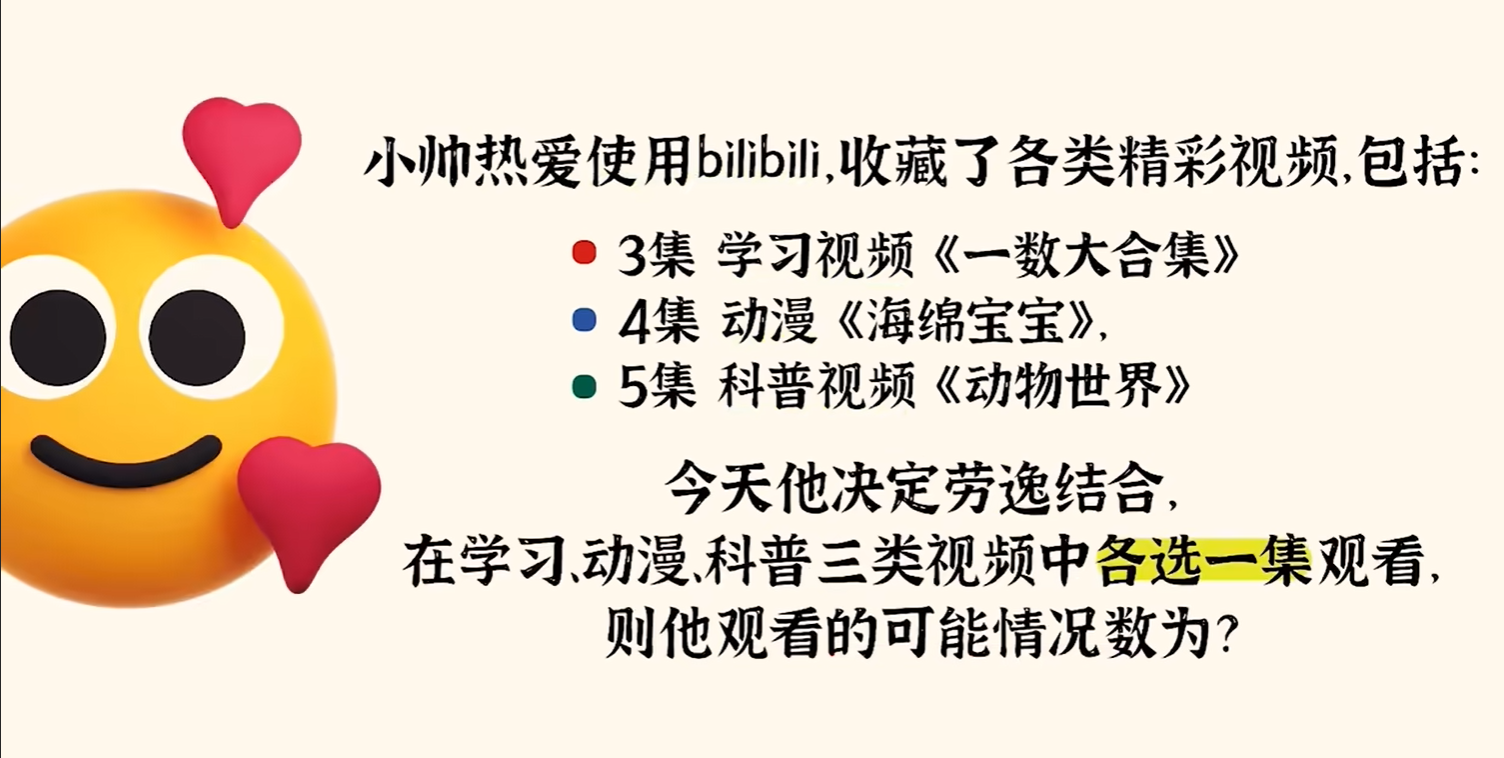 小帅热爱使用bilibili,收藏了各类精彩视频,包括:
3集 学习视频《一数大合集》
4集 动漫《海绵宝宝》,
5集 科普视频《动物世界》
今天他决定劳逸结合,
在学习、动漫、科普三类视频中各选一集观看,
则他观看的可能情况数为?